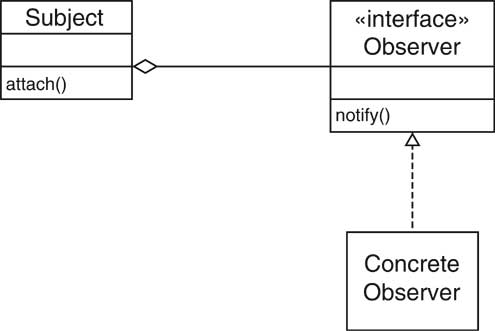 Subject
attach()
«interface»
Observer
notify()
Concrete
Observer